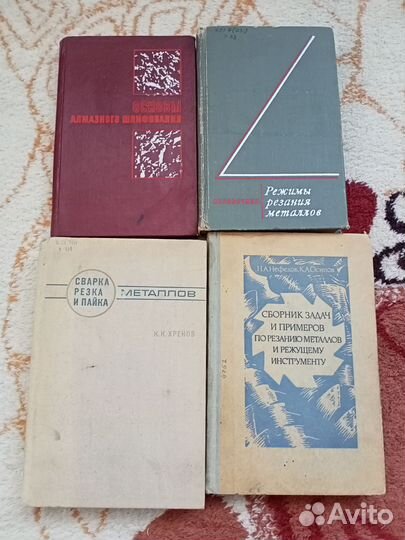 ОСНОВЫ
АЛМАЗНОГО ШЛИФОВАНИЯ
СПРАВОЧНИК
Режимы
резания
металлов
СВАРКА
РЕЗКА
И ПАЙКА
МЕТАЛЛОВ
К.К. ХРЕНОВ
Н.А. Нефедов, К.А. Осипов
СБОРНИК ЗАДАЧ
И ПРИМЕРОВ
ПО РЕЗАНИЮ МЕТАЛЛОВ
И РЕЖУЩЕМУ
ИНСТРУМЕНТУ
Avito